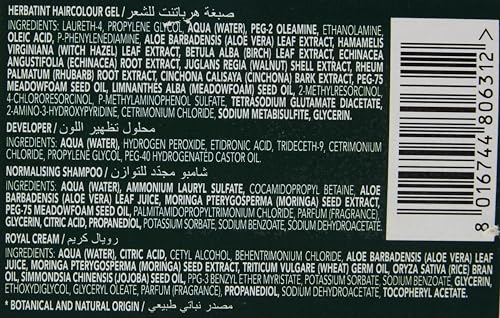 HERBATINT HAIRCOLOUR GEL / صبغة هرباتنت للشعر
INGREDIENTS: LAURETH-4, PROPYLENE GLYCOL, AQUA (WATER), PEG-2 OLEAMINE, ETHANOLAMINE,
OLEIC ACID, P-PHENYLENEDIAMINE, ALOE BARBADENSIS (ALOE VERA) LEAF EXTRACT, HAMAMELIS
VIRGINIANA (WITCH HAZEL) LEAF EXTRACT, BETULA ALBA (BIRCH) LEAF EXTRACT, ECHINACEA
ANGUSTIFOLIA (ECHINACEA) ROOT EXTRACT, JUGLANS REGIA (WALNUT) SHELL EXTRACT, RHEUM
PALMATUM (RHUBARB) ROOT EXTRACT, CINCHONA CALISAYA (CINCHONA) BARK EXTRACT, PEG-75
MEADOWFOAM SEED OIL, LIMNANTHES ALBA (MEADOWFOAM) SEED OIL, 2-METHYLRESORCINOL,
4-CHLORORESORCINOL, P-METHYLAMINOPHENOL SULFATE, TETRASODIUM GLUTAMATE DIACETATE,
2-AMINO-3-HYDROXYPYRIDINE, CETRIMONIUM CHLORIDE, SODIUM METABISULFITE, GLYCERIN.
DEVELOPER / محلول تظهير اللون
INGREDIENTS: AQUA (WATER), HYDROGEN PEROXIDE, ETIDRONIC ACID, TRIDECETH-9, CETRIMONIUM
CHLORIDE, PROPYLENE GLYCOL, PEG-40 HYDROGENATED CASTOR OIL.
NORMALISING SHAMPOO / شامبو مجدّد للتوازن
INGREDIENTS: AQUA (WATER), AMMONIUM LAURYL SULFATE, COCAMIDOPROPYL BETAINE, ALOE
BARBADENSIS (ALOE VERA) LEAF JUICE, MORINGA PTERYGOSPERMA (MORINGA) SEED EXTRACT,
PEG-75 MEADOWFOAM SEED OIL, PALMITAMIDOPROPYLTRIMONIUM CHLORIDE, PARFUM (FRAGRANCE),
GLYCERIN, CITRIC ACID, PROPANEDIOL, POTASSIUM SORBATE, SODIUM BENZOATE, SODIUM DEHYDROACETATE.
ROYAL CREAM / رويال كريم
INGREDIENTS: AQUA (WATER), CITRIC ACID, CETYL ALCOHOL, BEHENTRIMONIUM CHLORIDE, ALOE BARBADENSIS (ALOE VERA) LEAF
JUICE, MORINGA PTERYGOSPERMA (MORINGA) SEED EXTRACT, TRITICUM VULGARE (WHEAT) GERM OIL, ORYZA SATIVA (RICE) BRAN
OIL, SIMMONDSIA CHINENSIS (JOJOBA) SEED OIL, PPG-3 BENZYL ETHER MYRISTATE, POTASSIUM SORBATE, SODIUM BENZOATE, GLYCERIN,
ETHOXYDIGLYCOL, GLYCERYL OLEATE, PARFUM (FRAGRANCE), PROPANEDIOL, SODIUM DEHYDROACETATE, TOCOPHERYL ACETATE.
* BOTANICAL AND NATURAL ORIGIN / مصدر نباتي طبيعي
8 016744 806312 >